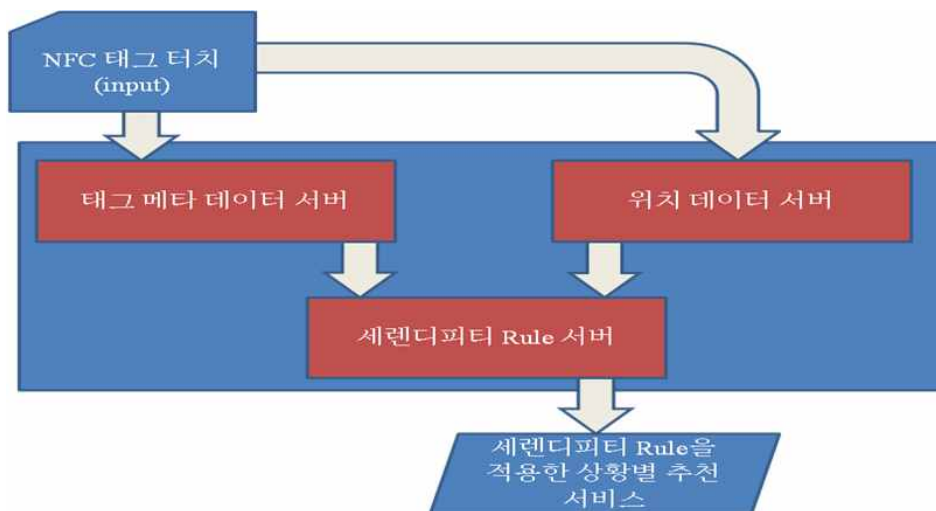 NFC 태그 터치
(input)
태그 메타 데이터 서버
위치 데이터 서버
세렌디피티 Rule 서버
세렌디피티 Rule을
적용한 상황별 추천
서비스